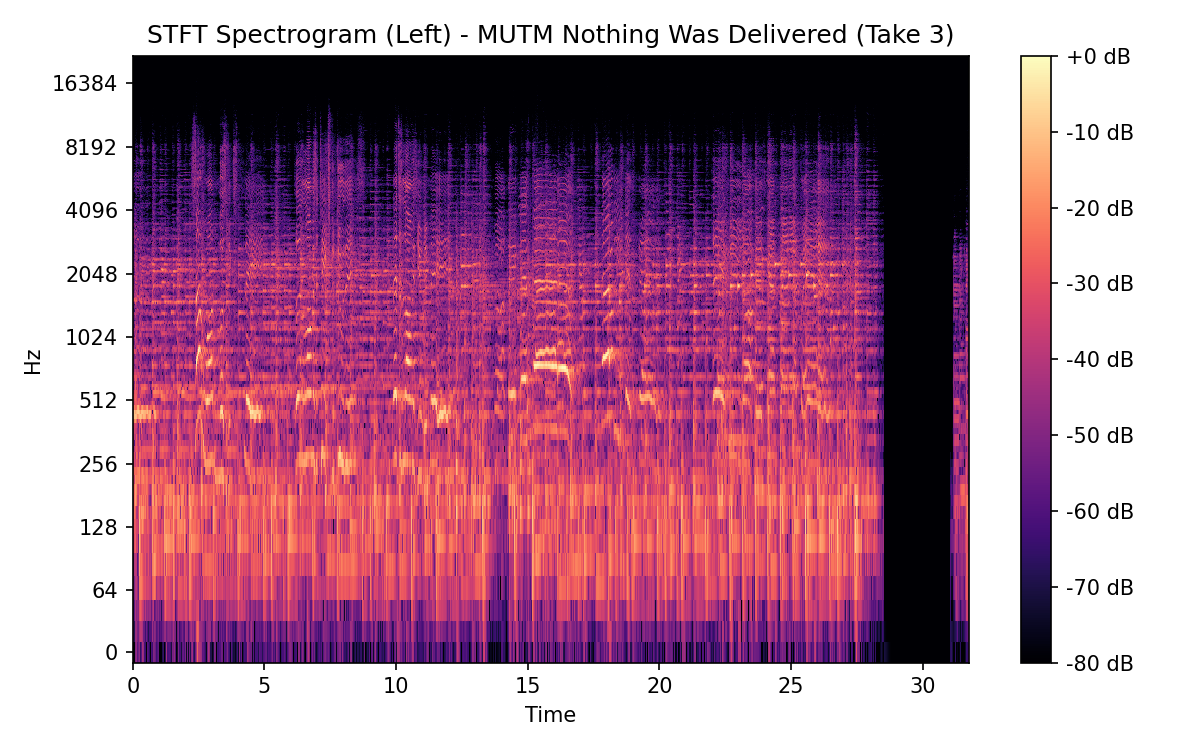 STFT Spectrogram (Left) - MUTM Nothing Was Delivered (Take 3)
16384
8192
4096
2048
1024
512
256
128
64
0
Hz
0 5 10 15 20 25 30
Time
+0 dB
-10 dB
-20 dB
-30 dB
-40 dB
-50 dB
-60 dB
-70 dB
-80 dB